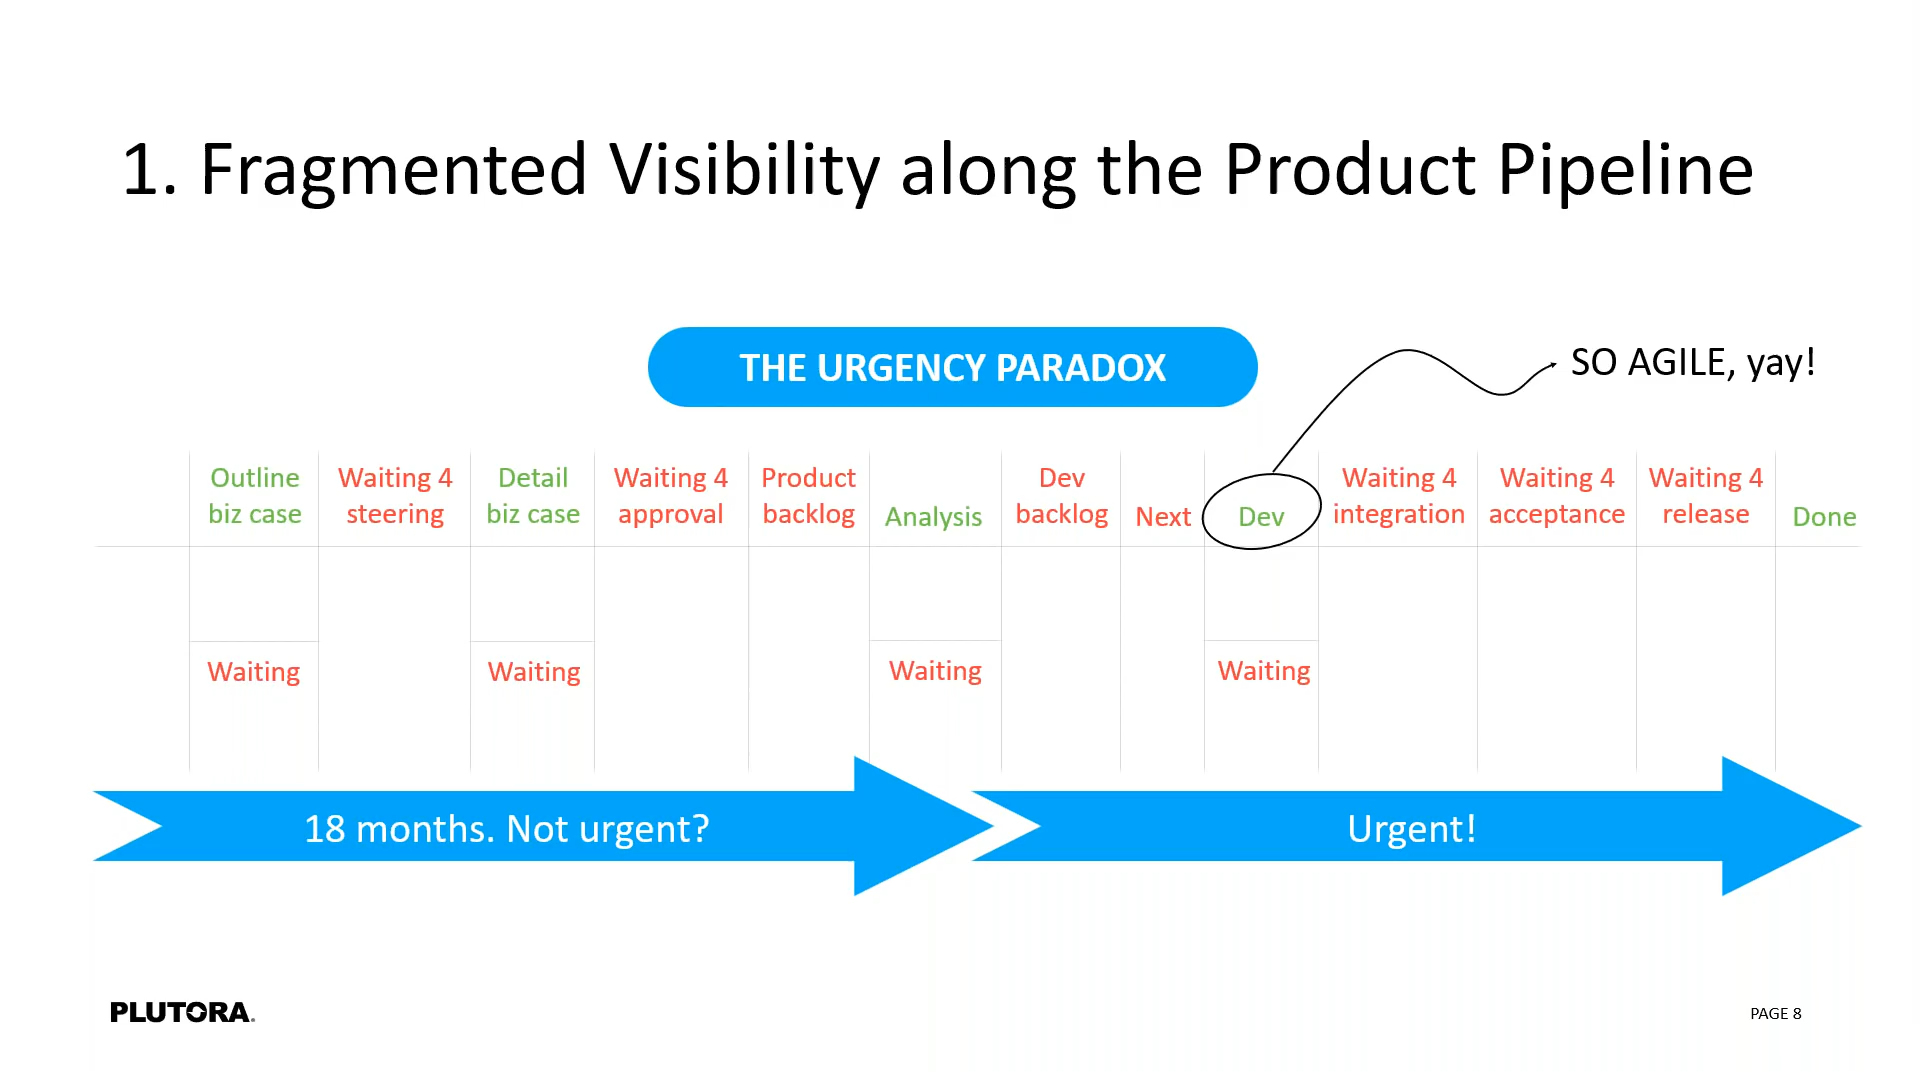 1. Fragmented Visibility along the Product Pipeline
THE URGENCY PARADOX
SO AGILE, yay!
Outline
biz case
Waiting 4
steering
Detail
biz case
Waiting 4
approval
Product
backlog
Analysis
Dev
backlog
Next
Dev
Waiting 4
integration
Waiting 4
acceptance
Waiting 4
release
Done
Waiting
Waiting
Waiting
Waiting
18 months. Not urgent?
Urgent!
PLUTORA.
PAGE 8